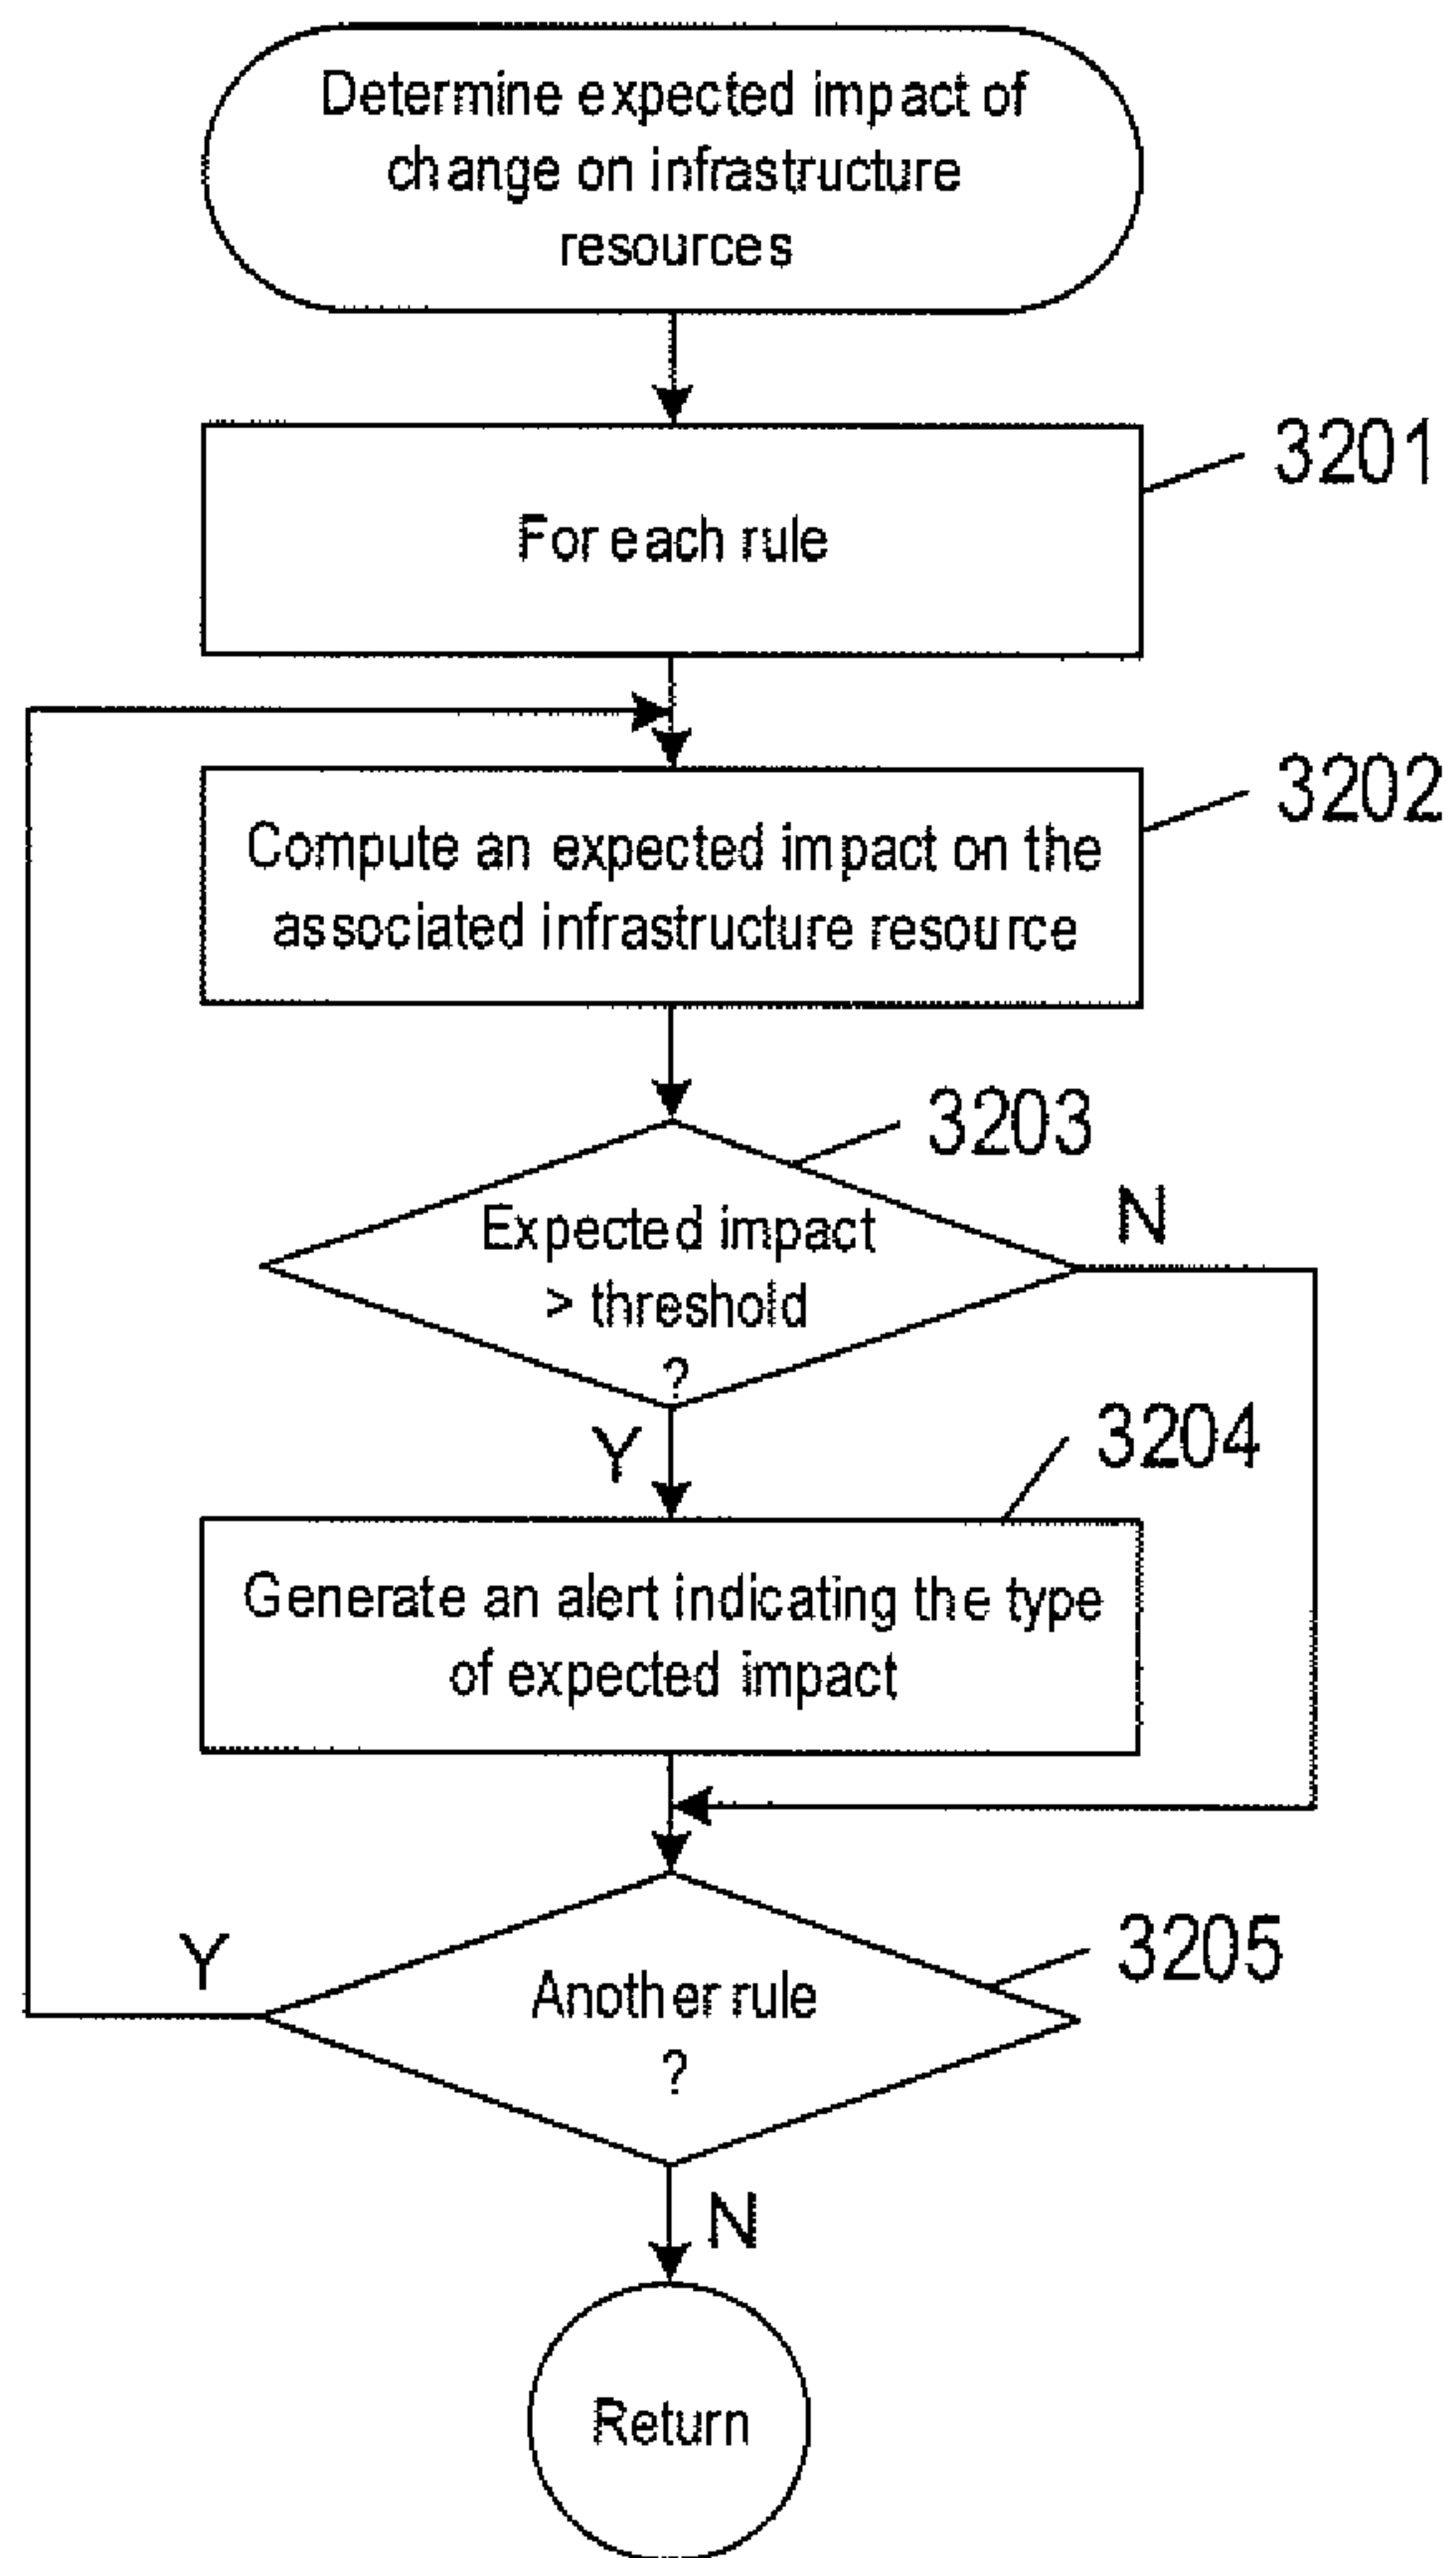 Determine expected impact of
change on infrastructure
resources
3201
For each rule
3202
Compute an expected impact on the
associated infrastructure resource
3203
Expected impact
> threshold
?
N
Y
3204
Generate an alert indicating the type
of expected impact
3205
Y
Another rule
?
N
Return